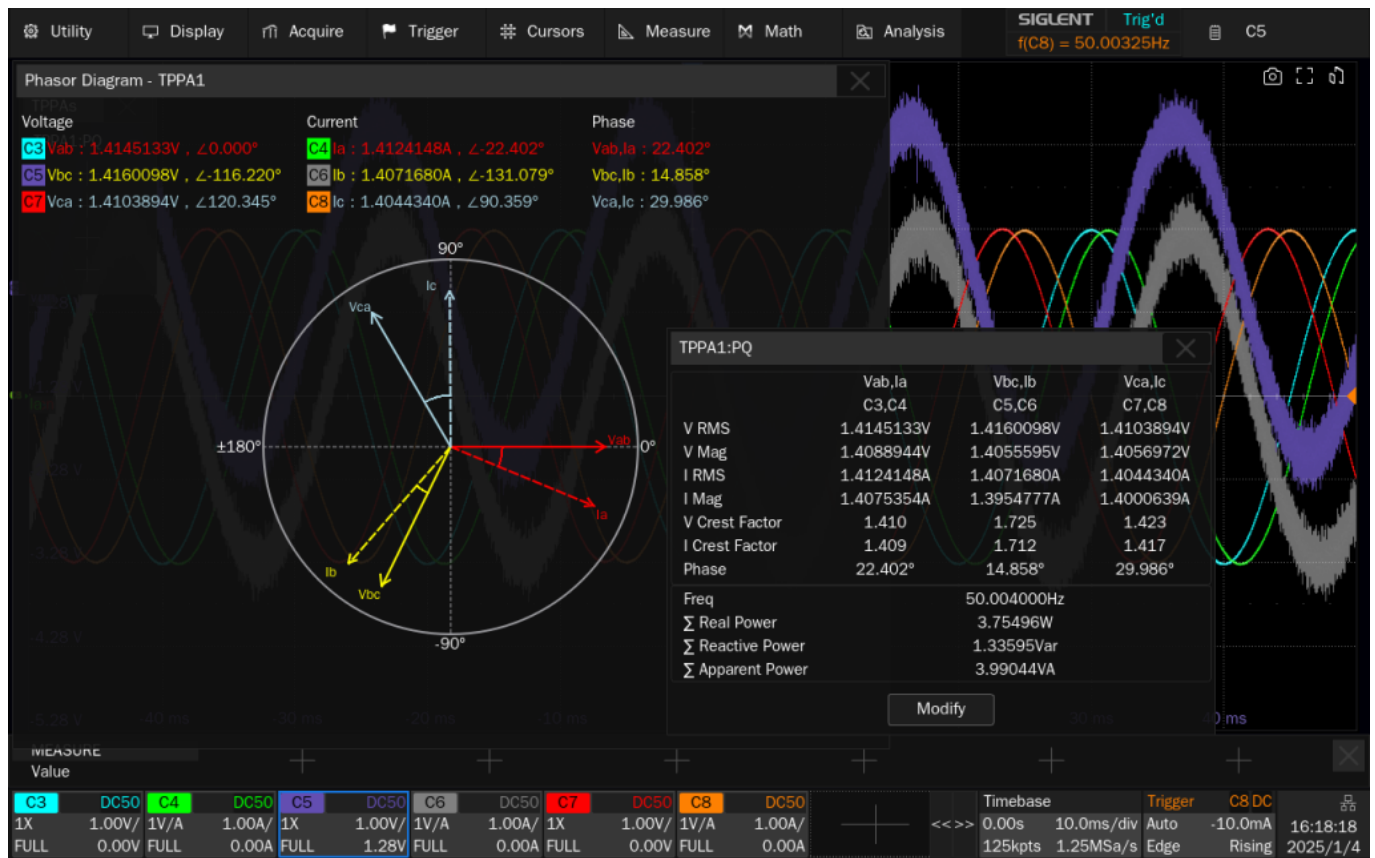 Utility Display Acquire Trigger Cursors Measure Math Analysis
SIGLENT Trig'd
f(C8) = 50.00325Hz
C5
Phasor Diagram - TPPA1
TPPAs
TPPA1:PQ
Voltage Current Phase
C3 Vab : 1.4145133V , ∠0.000° C4 Ia : 1.4124148A , ∠-22.402° Vab,Ia : 22.402°
C5 Vbc : 1.4160098V , ∠-116.220° C6 Ib : 1.4071680A , ∠-131.079° Vbc,Ib : 14.858°
C7 Vca : 1.4103894V , ∠120.345° C8 Ic : 1.4044340A , ∠90.359° Vca,Ic : 29.986°
90°
Ic
Vca
±180°
Vab
0°
Ia
Ib
Vbc
-90°
-4.28 V
-5.28 V 40 ms 30 ms 20 ms 10 ms
TPPA1:PQ
Vab,Ia Vbc,Ib Vca,Ic
C3,C4 C5,C6 C7,C8
V RMS 1.4145133V 1.4160098V 1.4103894V
V Mag 1.4088944V 1.4055595V 1.4056972V
I RMS 1.4124148A 1.4071680A 1.4044340A
I Mag 1.4075354A 1.3954777A 1.4000639A
V Crest Factor 1.410 1.725 1.423
I Crest Factor 1.409 1.712 1.417
Phase 22.402° 14.858° 29.986°
Freq 50.004000Hz
∑ Real Power 3.75496W
∑ Reactive Power 1.33595Var
∑ Apparent Power 3.99044VA
Modify
30 ms
MEASURE
Value
C3 DC50 C4 DC50 C5 DC50 C6 DC50 C7 DC50 C8 DC50 Timebase Trigger C8 DC
1X 1.00V/ 1V/A 1.00A/ 1X 1.00V/ 1V/A 1.00A/ 1X 1.00V/ 1V/A 1.00A/ <<>> 0.00s 10.0ms/div Auto -10.0mA 16:18:18
FULL 0.00V FULL 0.00A FULL 1.28V FULL 0.00A FULL 0.00V FULL 0.00A 125kpts 1.25MSa/s Edge Rising 2025/1/4